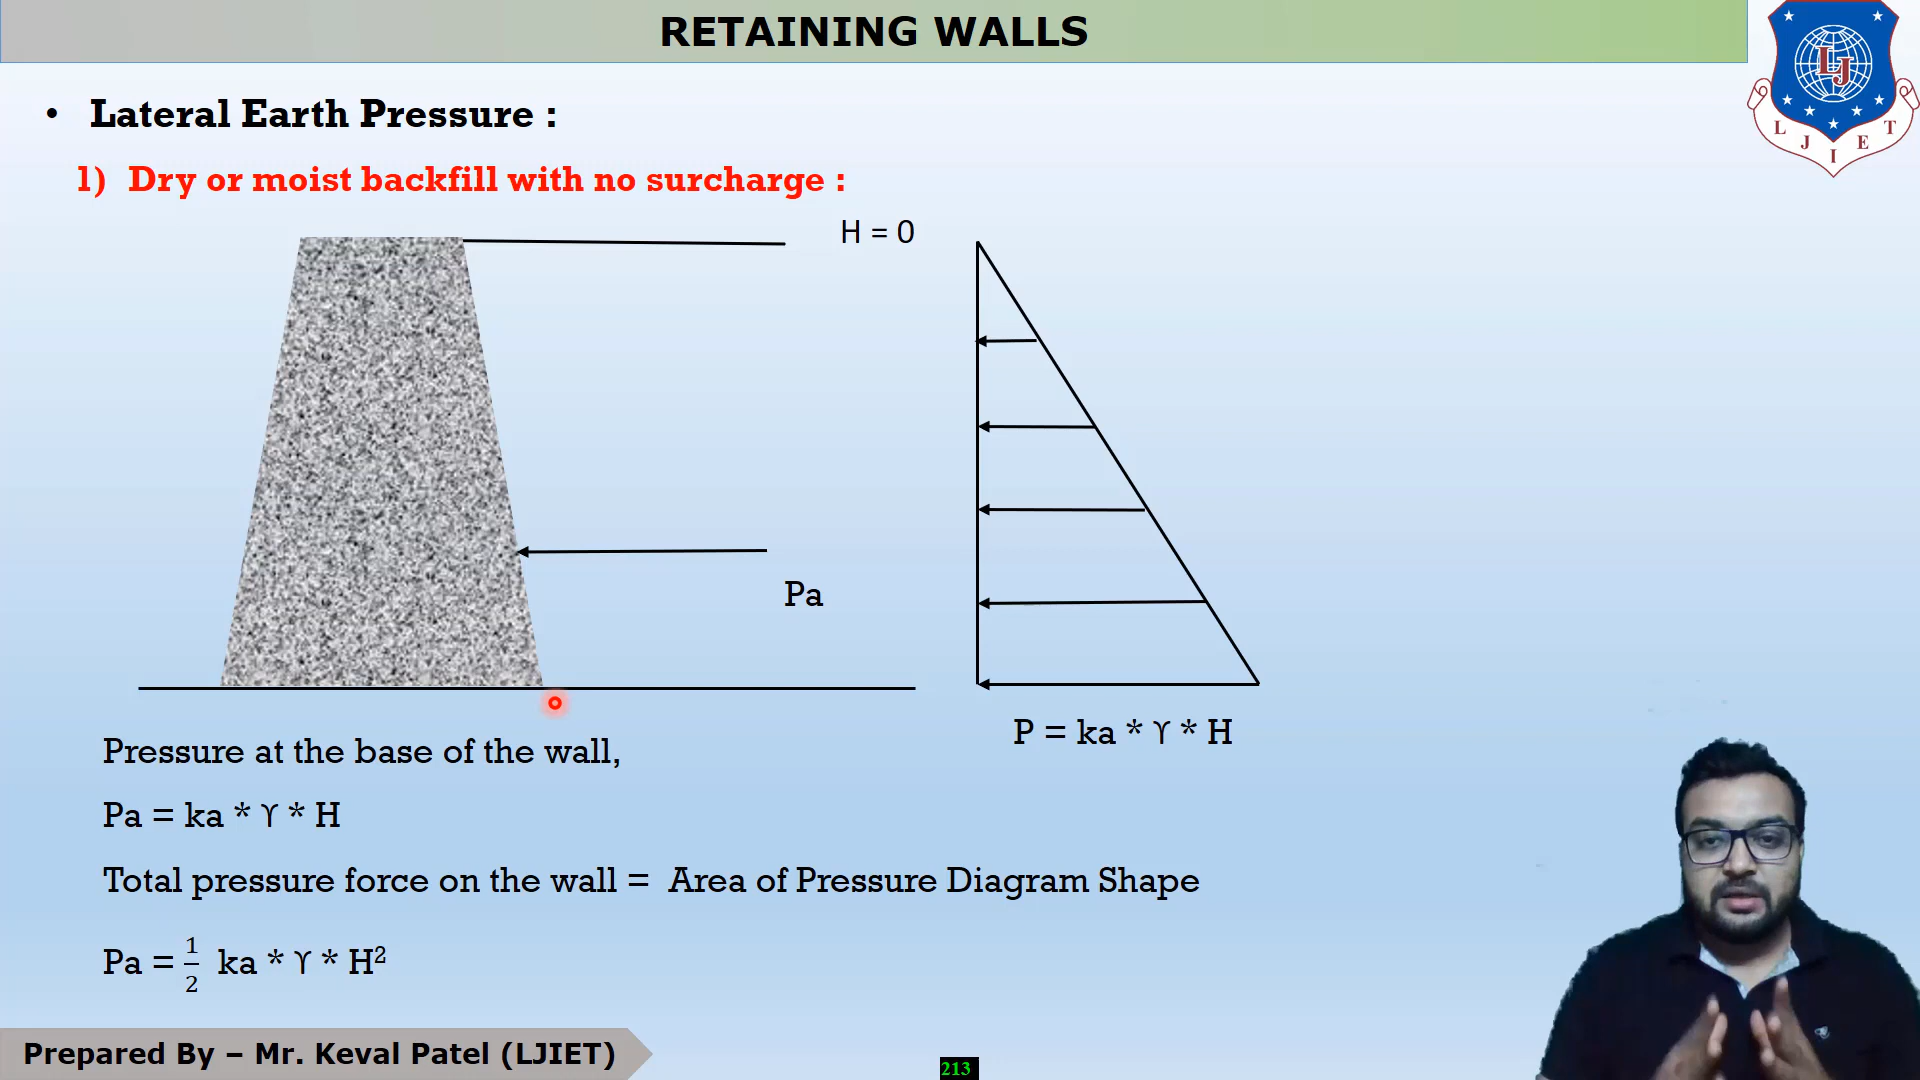 RETAINING WALLS
• Lateral Earth Pressure :
1) Dry or moist backfill with no surcharge :
H = 0
Pa
P = ka * ϒ * H
Pressure at the base of the wall,
Pa = ka * ϒ * H
Total pressure force on the wall = Area of Pressure Diagram Shape
Pa = 1/2 ka * ϒ * H²
Prepared By – Mr. Keval Patel (LJIET)
213
LJ
L J I E T